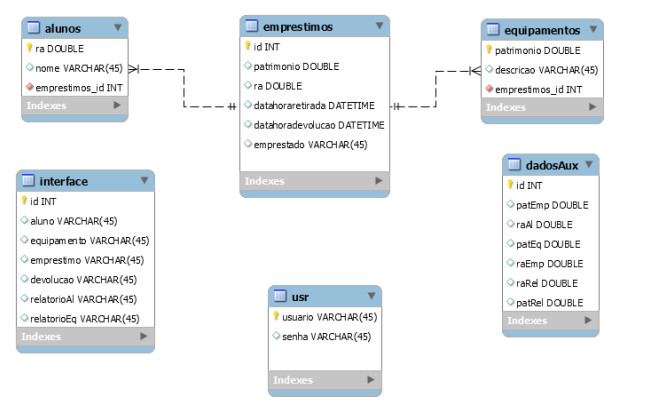 alunos
ra DOUBLE
nome VARCHAR(45)
emprestimos_id INT
Indexes
emprestimos
id INT
patrimonio DOUBLE
ra DOUBLE
datahoraretirada DATETIME
datahoradevolucao DATETIME
emprestado VARCHAR(45)
Indexes
equipamentos
patrimonio DOUBLE
descricao VARCHAR(45)
emprestimos_id INT
Indexes
interface
id INT
aluno VARCHAR(45)
equipamento VARCHAR(45)
emprestimo VARCHAR(45)
devolucao VARCHAR(45)
relatorioAl VARCHAR(45)
relatorioEq VARCHAR(45)
Indexes
usr
usuario VARCHAR(45)
senha VARCHAR(45)
Indexes
dadosAux
id INT
patEmp DOUBLE
raAl DOUBLE
patEq DOUBLE
raEmp DOUBLE
raRel DOUBLE
patRel DOUBLE
Indexes